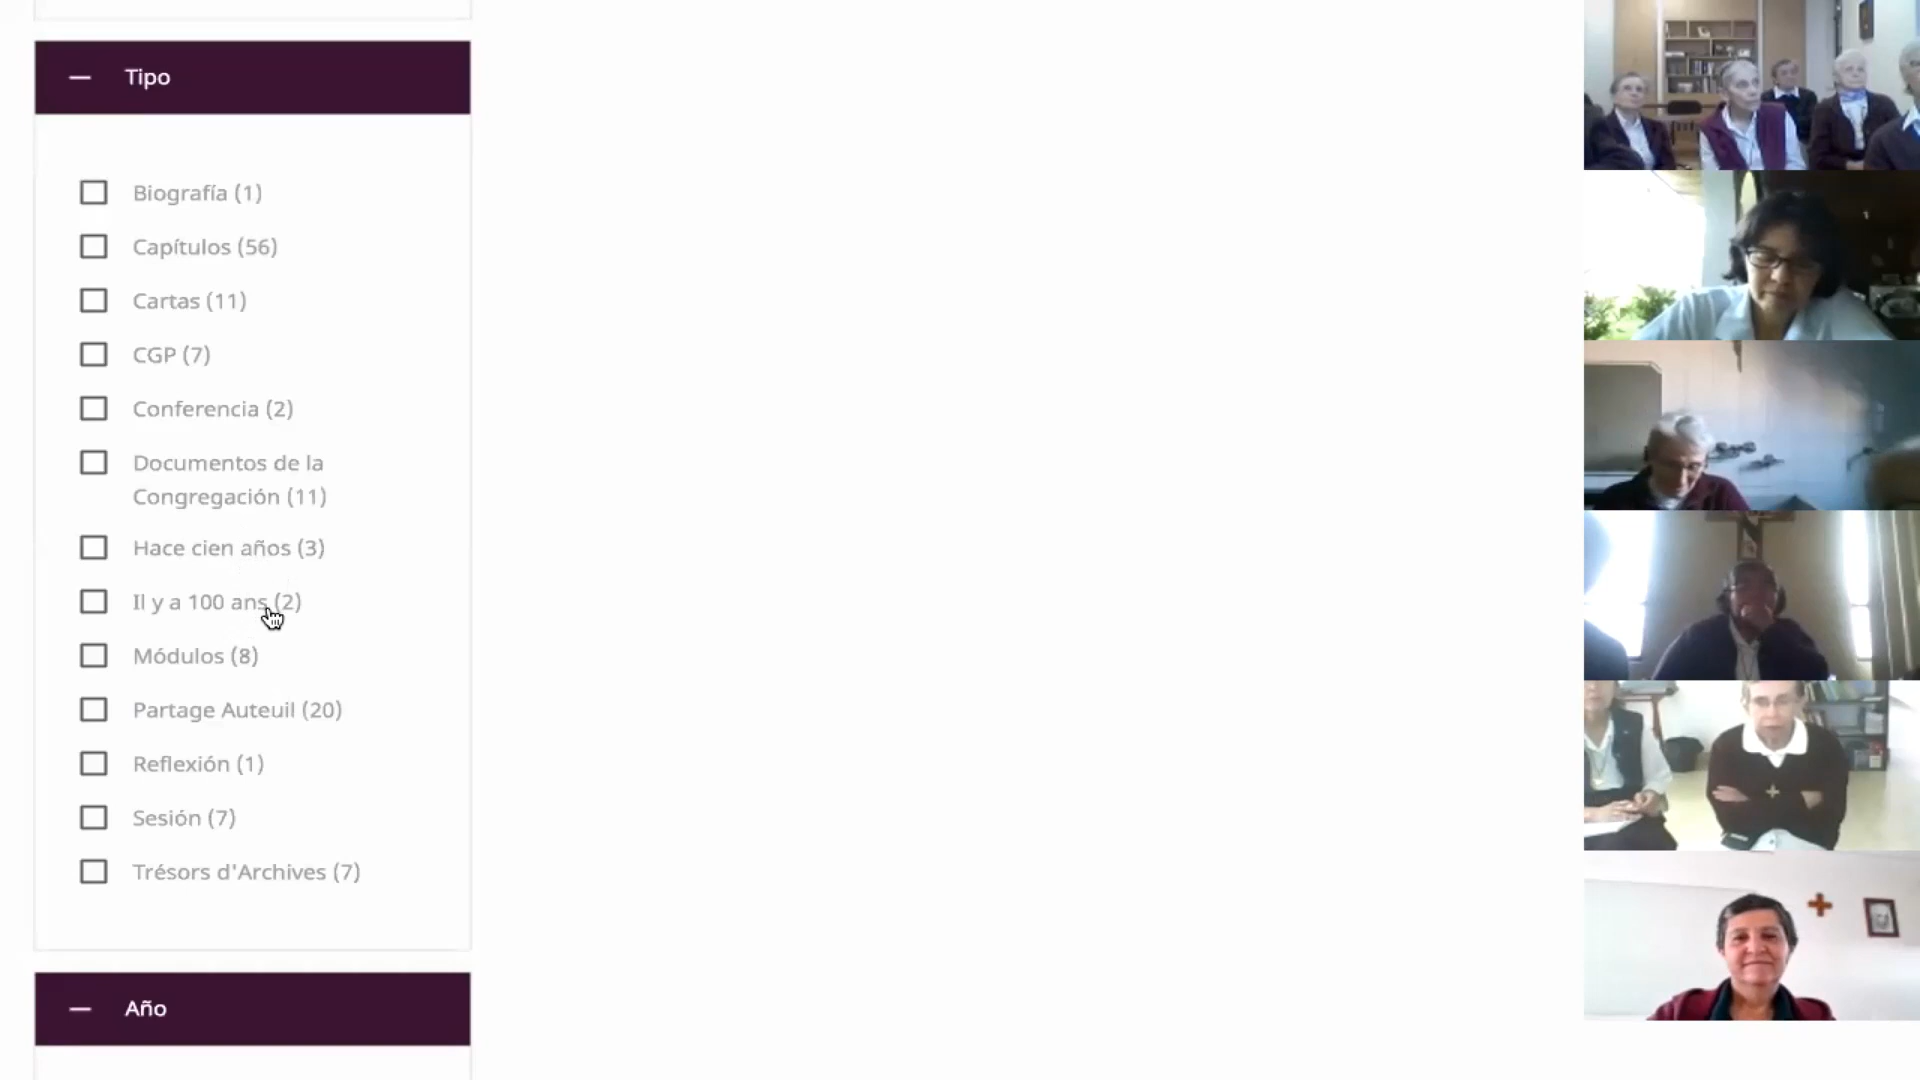 Tipo
Biografía (1)
Capítulos (56)
Cartas (11)
CGP (7)
Conferencia (2)
Documentos de la
Congregación (11)
Hace cien años (3)
Il y a 100 ans (2)
Módulos (8)
Partage Auteuil (20)
Reflexión (1)
Sesión (7)
Trésors d'Archives (7)
Año